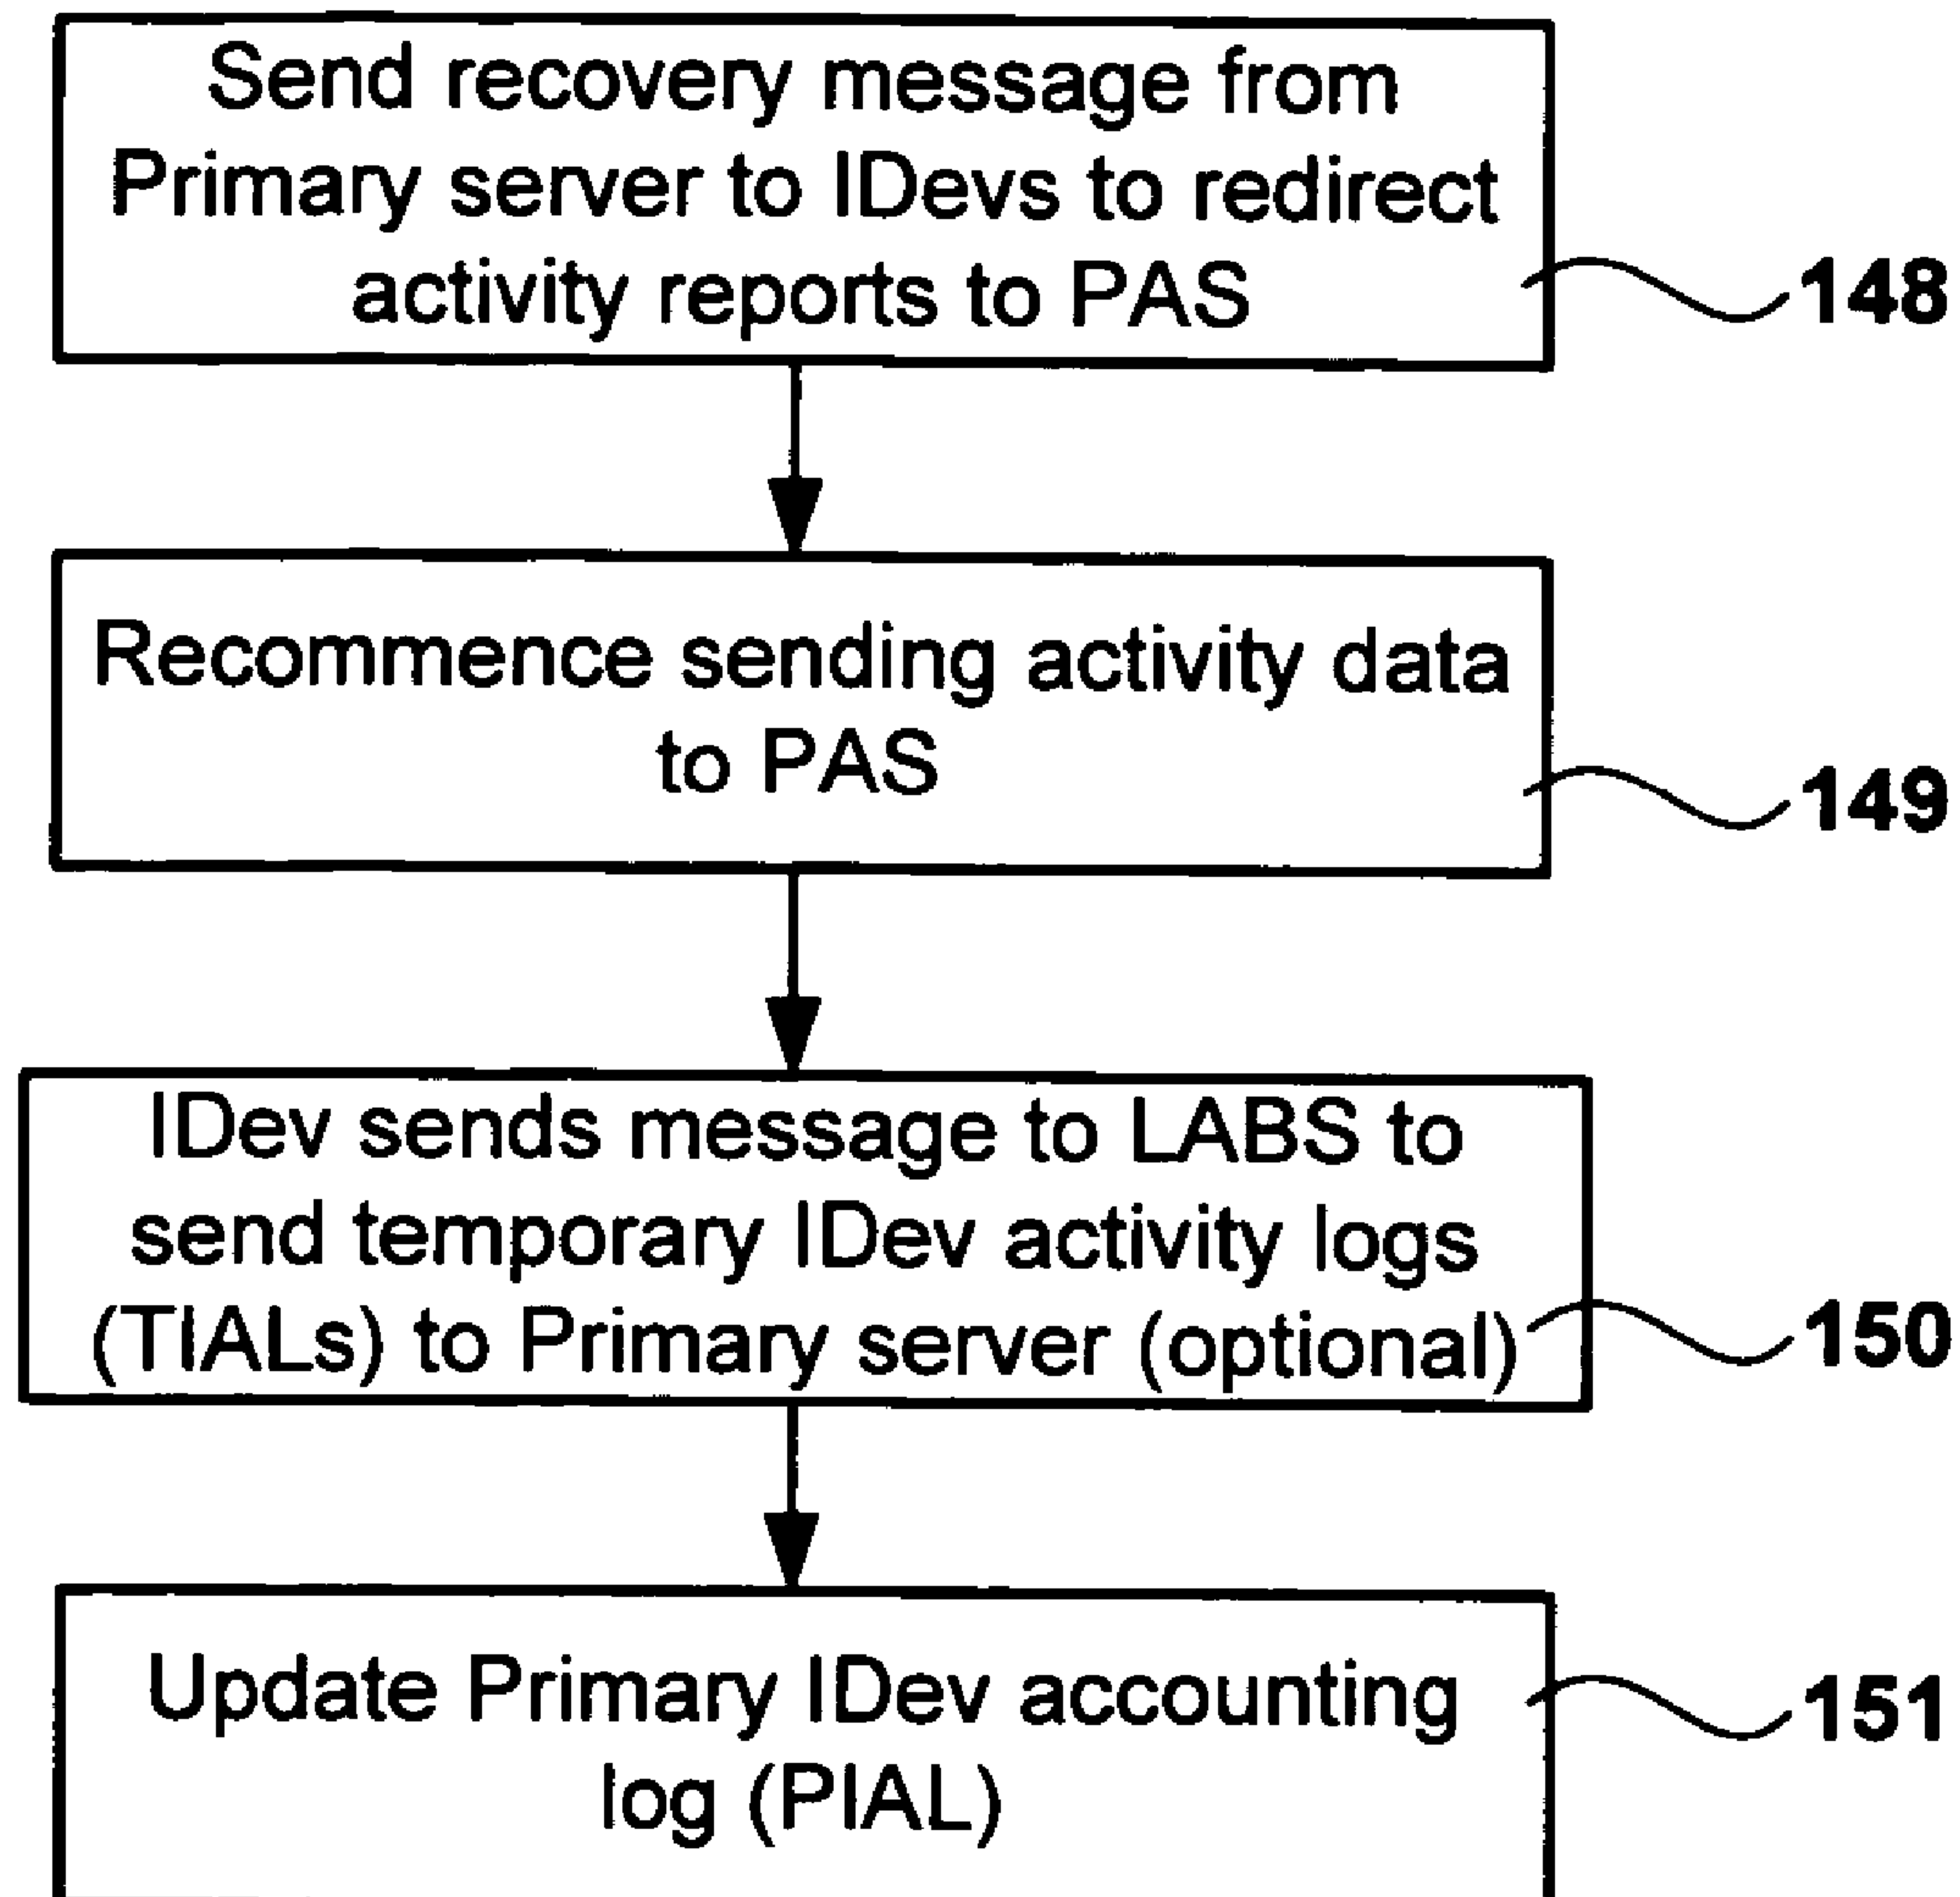 Send recovery message from
Primary server to IDevs to redirect
activity reports to PAS
148
Recommence sending activity data
to PAS
149
IDev sends message to LABS to
send temporary IDev activity logs
(TIALs) to Primary server (optional)
150
Update Primary IDev accounting
log (PIAL)
151